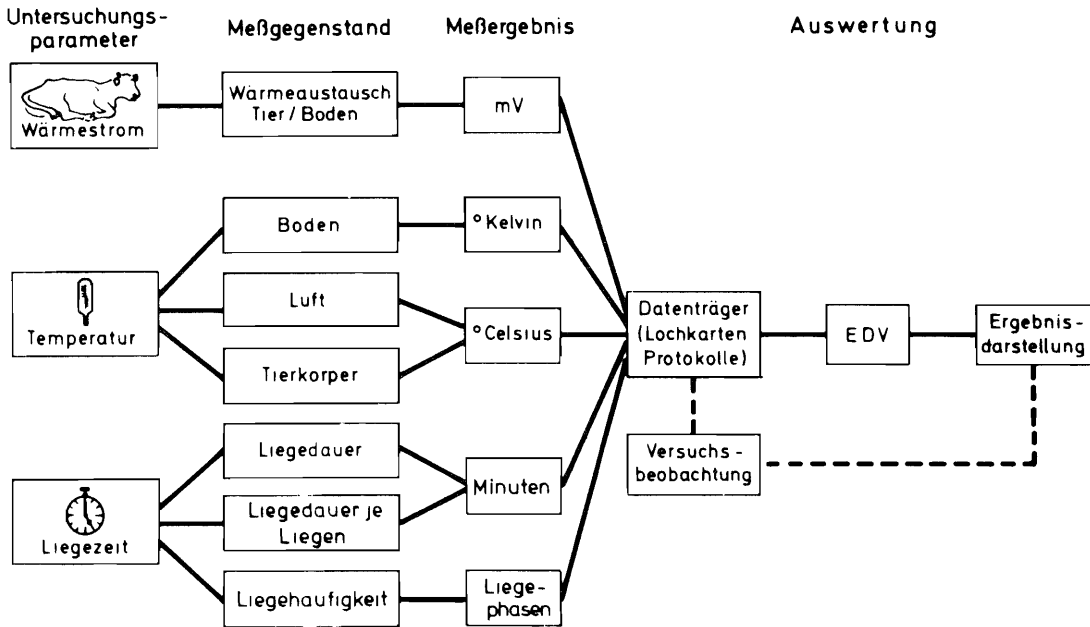 Untersuchungs-
parameter
Meßgegenstand
Meßergebnis
Auswertung
Wärmestrom
Wärmeaustausch
Tier / Boden
mV
Boden
°Kelvin
Temperatur
Luft
°Celsius
Tierkorper
Datenträger
(Lochkarten
Protokolle)
EDV
Ergebnis-
darstellung
Versuchs-
beobachtung
Liegezeit
Liegedauer
Minuten
Liegedauer je
Liegen
Liegehaufigkeit
Liege-
phasen